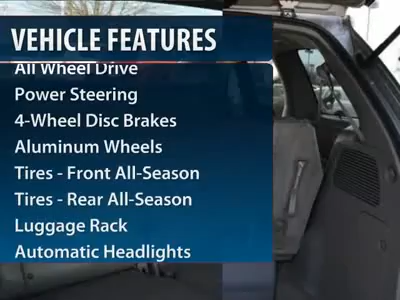 VEHICLE FEATURES
All Wheel Drive
Power Steering
4-Wheel Disc Brakes
Aluminum Wheels
Tires - Front All-Season
Tires - Rear All-Season
Luggage Rack
Automatic Headlights